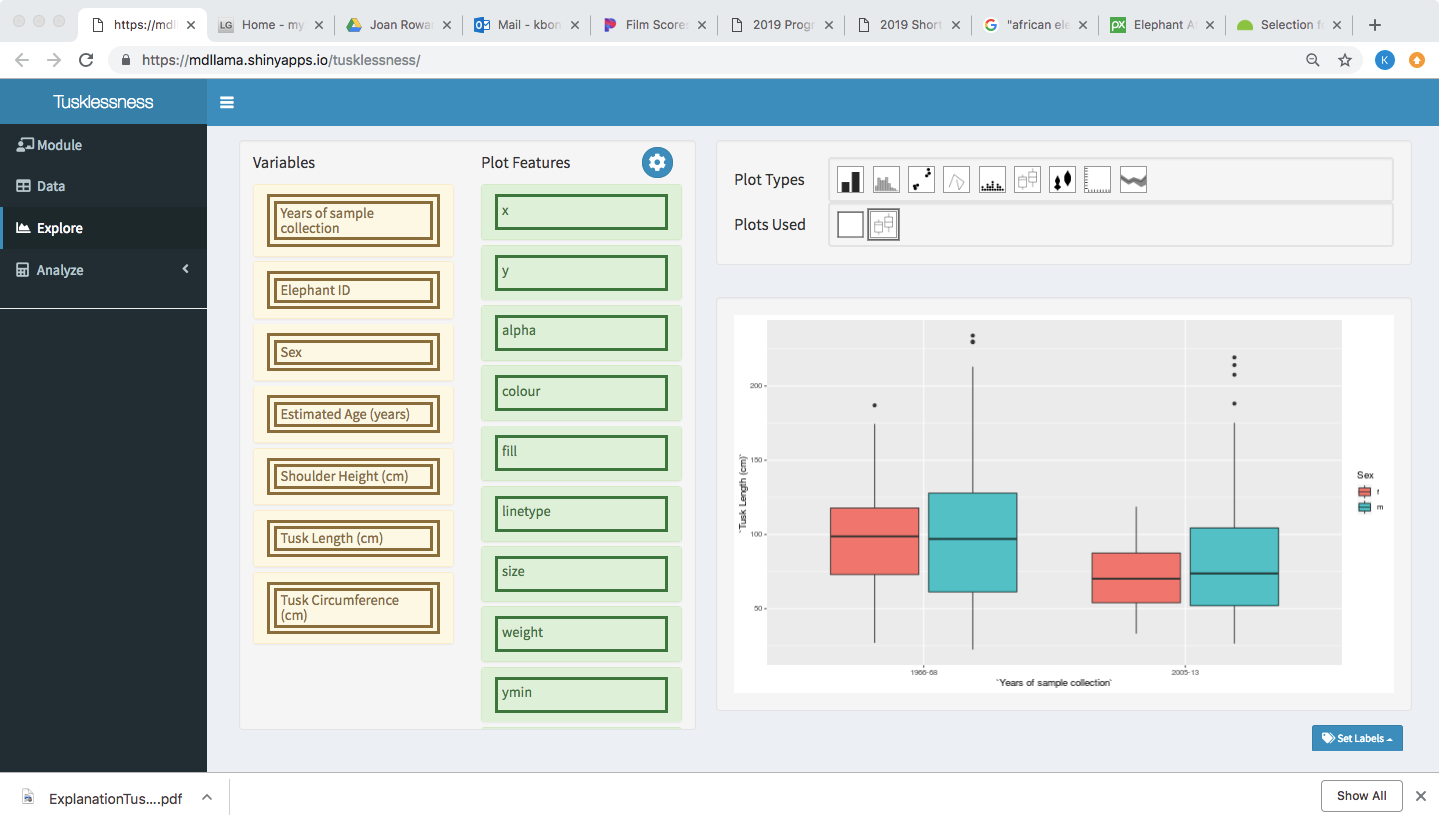 https://mdl
Home - my
Joan Rowa
Mail - kbon
Film Score
2019 Progr
2019 Short
"african ele
Elephant A
Selection f
https://mdllama.shinyapps.io/tusklessness/
K
Tusklessness
Module
Data
Explore
Analyze
Variables
Years of sample
collection
Elephant ID
Sex
Estimated Age (years)
Shoulder Height (cm)
Tusk Length (cm)
Tusk Circumference
(cm)
Plot Features
x
y
alpha
colour
fill
linetype
size
weight
ymin
Plot Types
Plots Used
200
150
100
50
`Tusk Length (cm)`
1966-68
2005-13
`Years of sample collection`
Sex
f
m
Set Labels
ExplanationTus....pdf
Show All